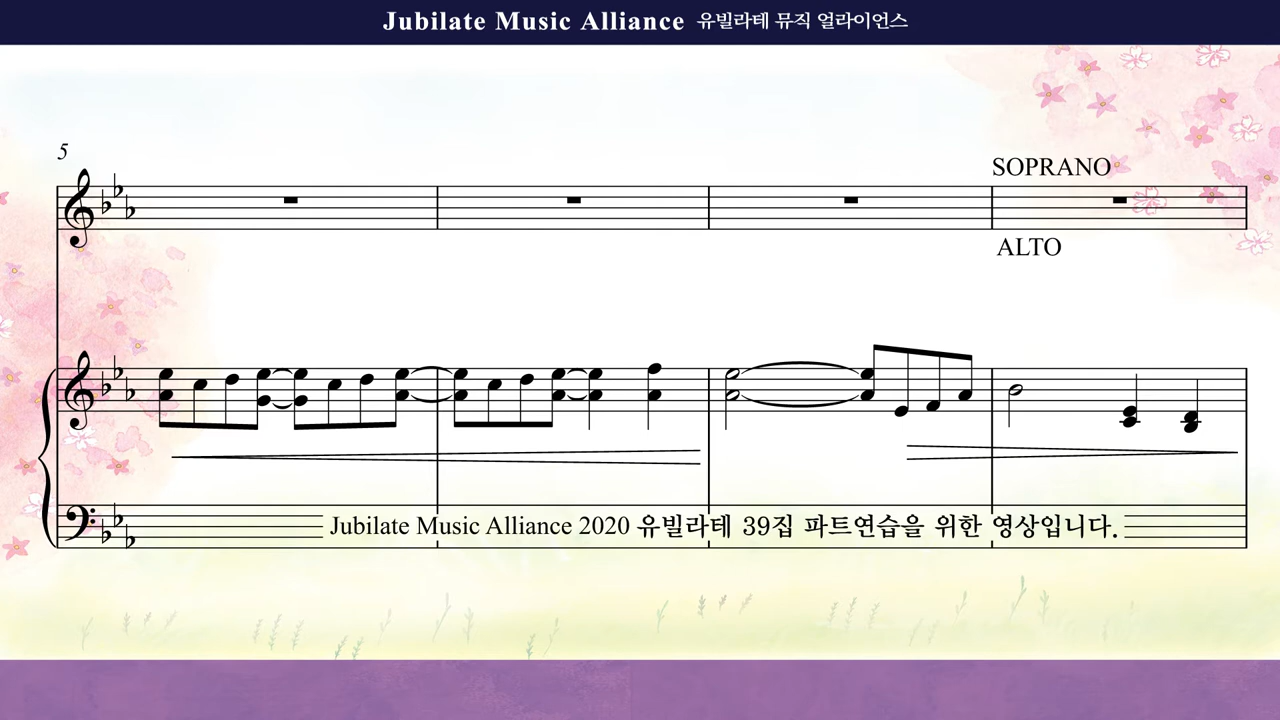 Jubilate Music Alliance 유빌라테 뮤직 얼라이언스
5
SOPRANO
ALTO
Jubilate Music Alliance 2020 유빌라테 39집 파트연습을 위한 영상입니다.